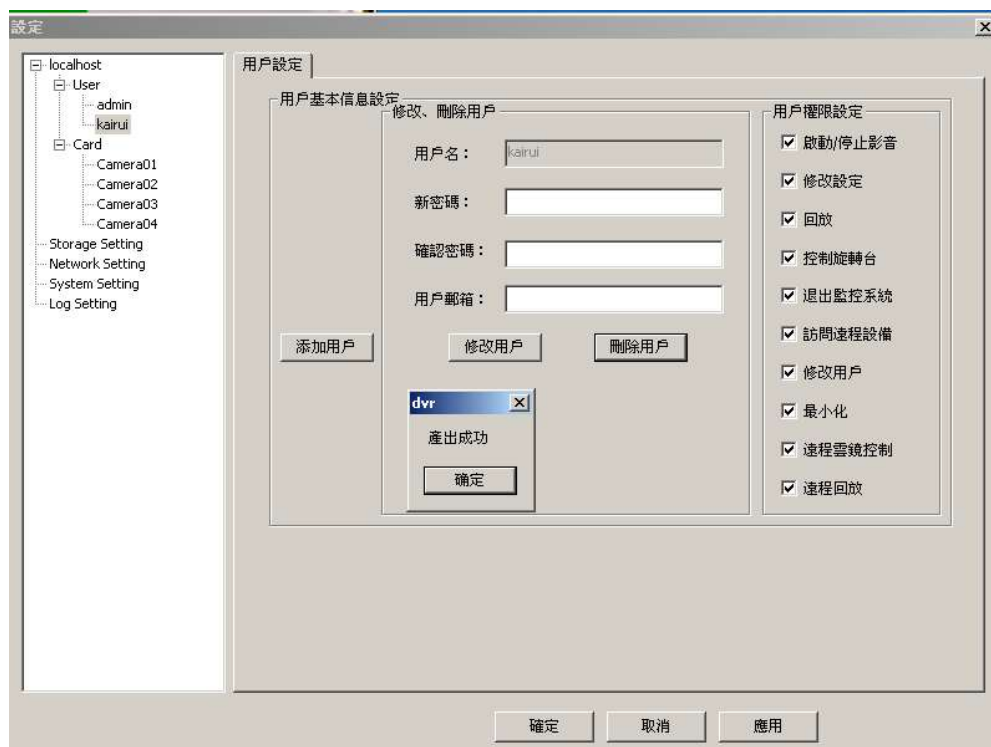 設定
localhost
User
admin
kairui
Card
Camera01
Camera02
Camera03
Camera04
Storage Setting
Network Setting
System Setting
Log Setting
用戶設定
用戶基本信息設定
修改、刪除用戶
用戶名：
kairui
新密碼：
確認密碼：
用戶郵箱：
添加用戶
修改用戶
刪除用戶
dvr
產出成功
确定
用戶權限設定
啟動/停止影音
修改設定
回放
控制旋轉台
退出監控系統
訪問遠程設備
修改用戶
最小化
遠程雲鏡控制
遠程回放
確定
取消
應用